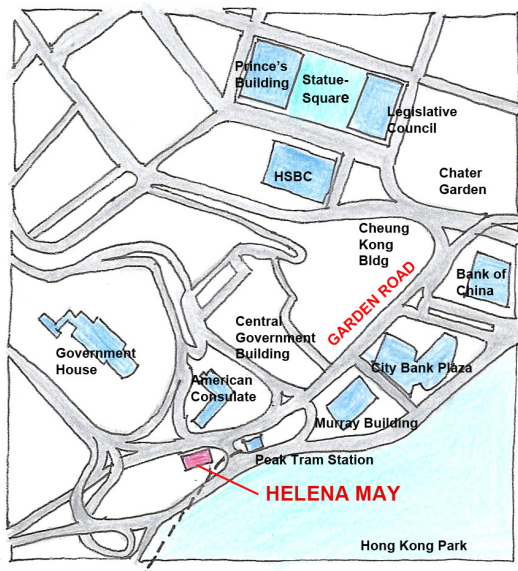 Prince's
Building
Statue-
Square
Legislative
Council
HSBC
Chater
Garden
Cheung
Kong
Bldg
Bank of
China
GARDEN ROAD
Central
Government
Building
Government
House
City Bank Plaza
American
Consulate
Murray Building
Peak Tram Station
HELENA MAY
Hong Kong Park